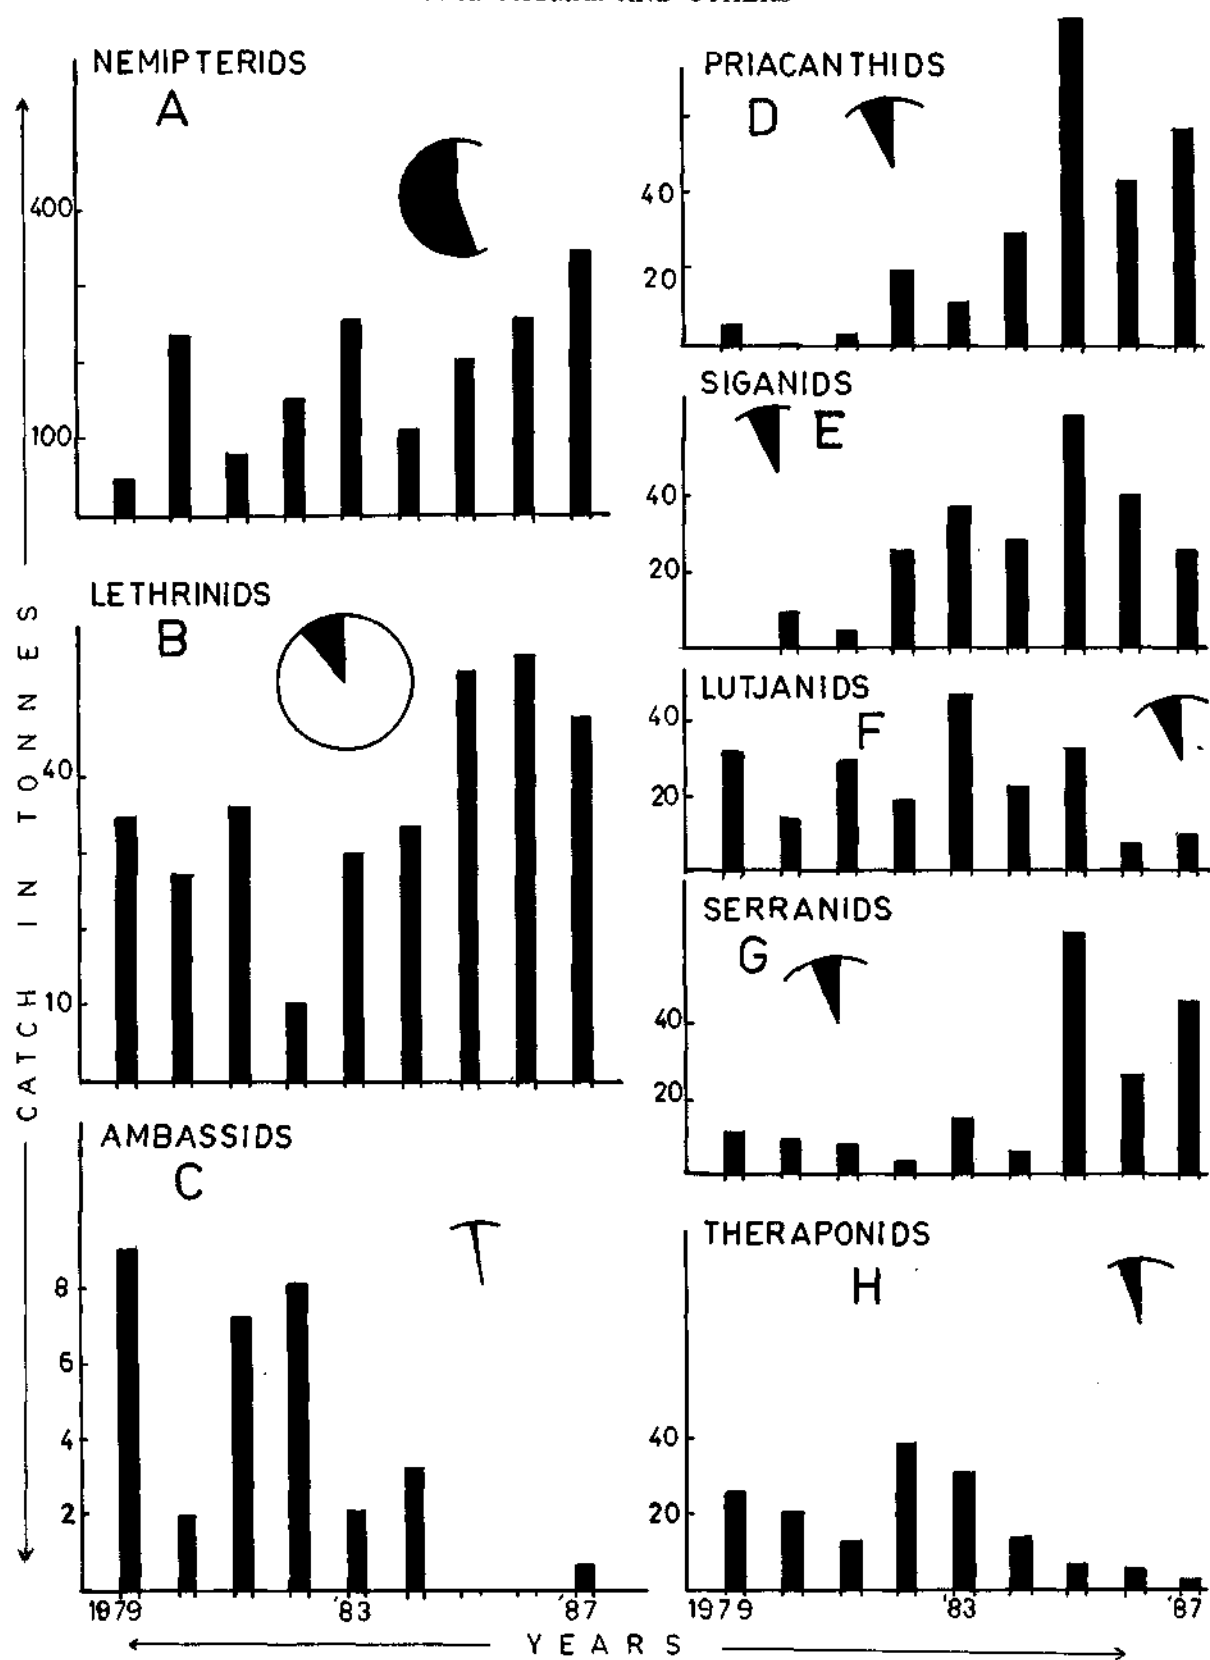 NEMIPTERIDS
A
400
100
LETHRINIDS
B
40
10
AMBASSIDS
C
8
6
4
2
1979 '83 '87
PRIACANTHIDS
D
40
20
SIGANIDS
E
40
20
LUTJANIDS
F
40
20
SERRANIDS
G
40
20
THERAPONIDS
H
40
20
1979 '83 '87
CATCH IN TONNES
YEARS